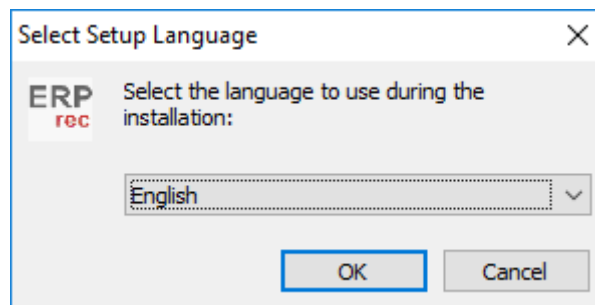 Select Setup Language
ERP
rec
Select the language to use during the
installation:
English
OK
Cancel